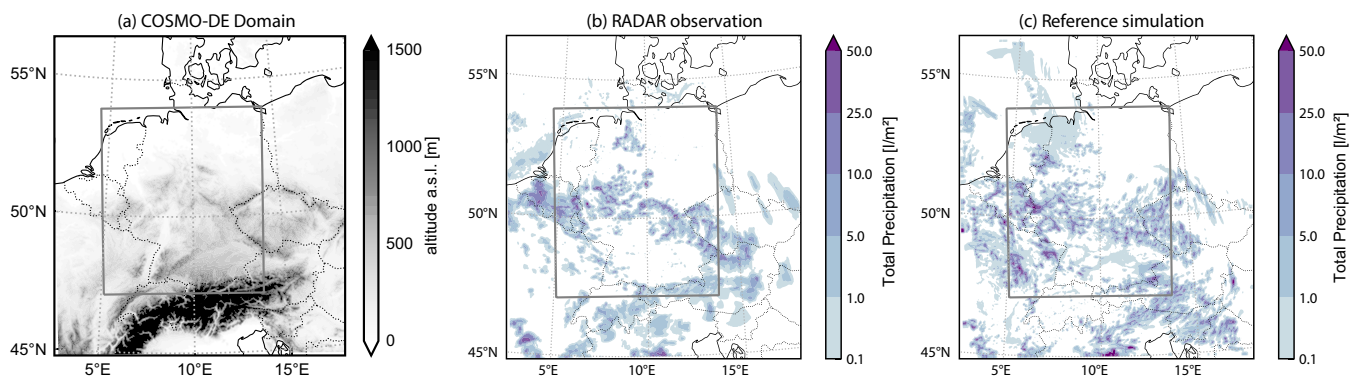 (a) COSMO-DE Domain
55°N
50°N
45°N
5°E
10°E
15°E
1500
1000
500
0
altitude a.s.l. [m]
(b) RADAR observation
55°N
50°N
45°N
5°E
10°E
15°E
50.0
25.0
10.0
5.0
1.0
0.1
Total Precipitation [l/m²]
(c) Reference simulation
55°N
50°N
45°N
5°E
10°E
15°E
50.0
25.0
10.0
5.0
1.0
0.1
Total Precipitation [l/m²]